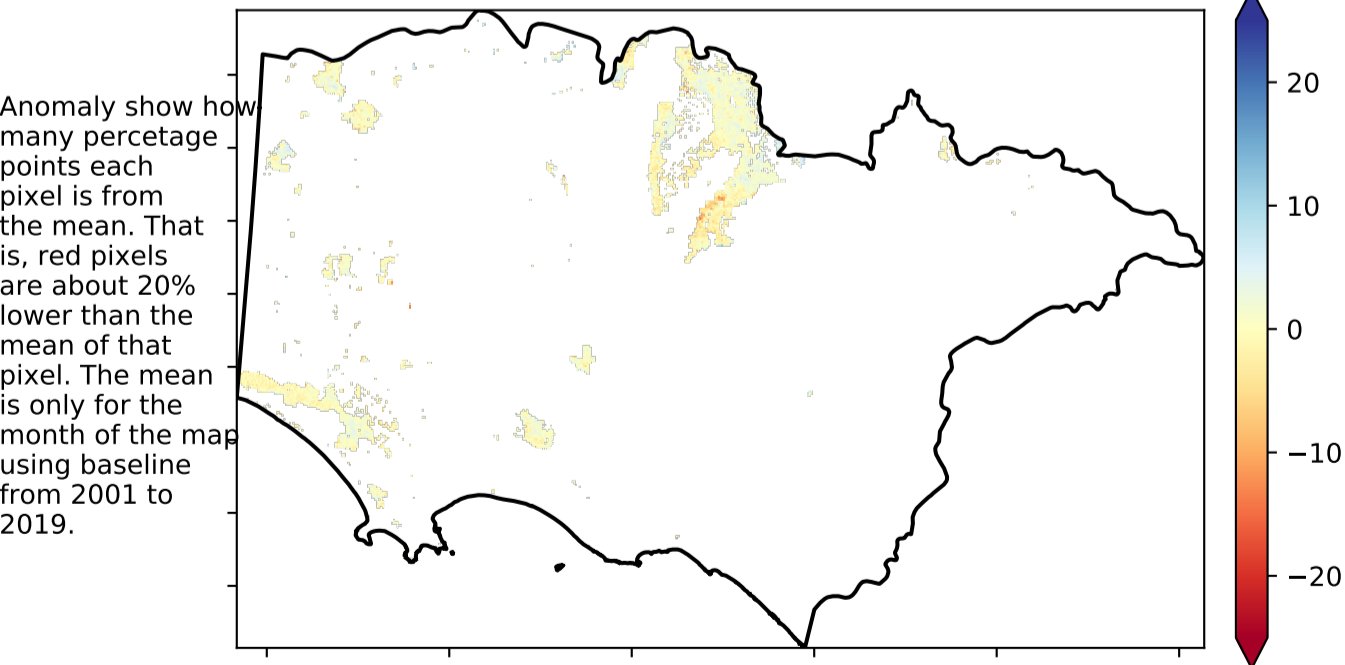 Anomaly show how
many percetage
points each
pixel is from
the mean. That
is, red pixels
are about 20%
lower than the
mean of that
pixel. The mean
is only for the
month of the map
using baseline
from 2001 to
2019.
20
10
0
−10
−20